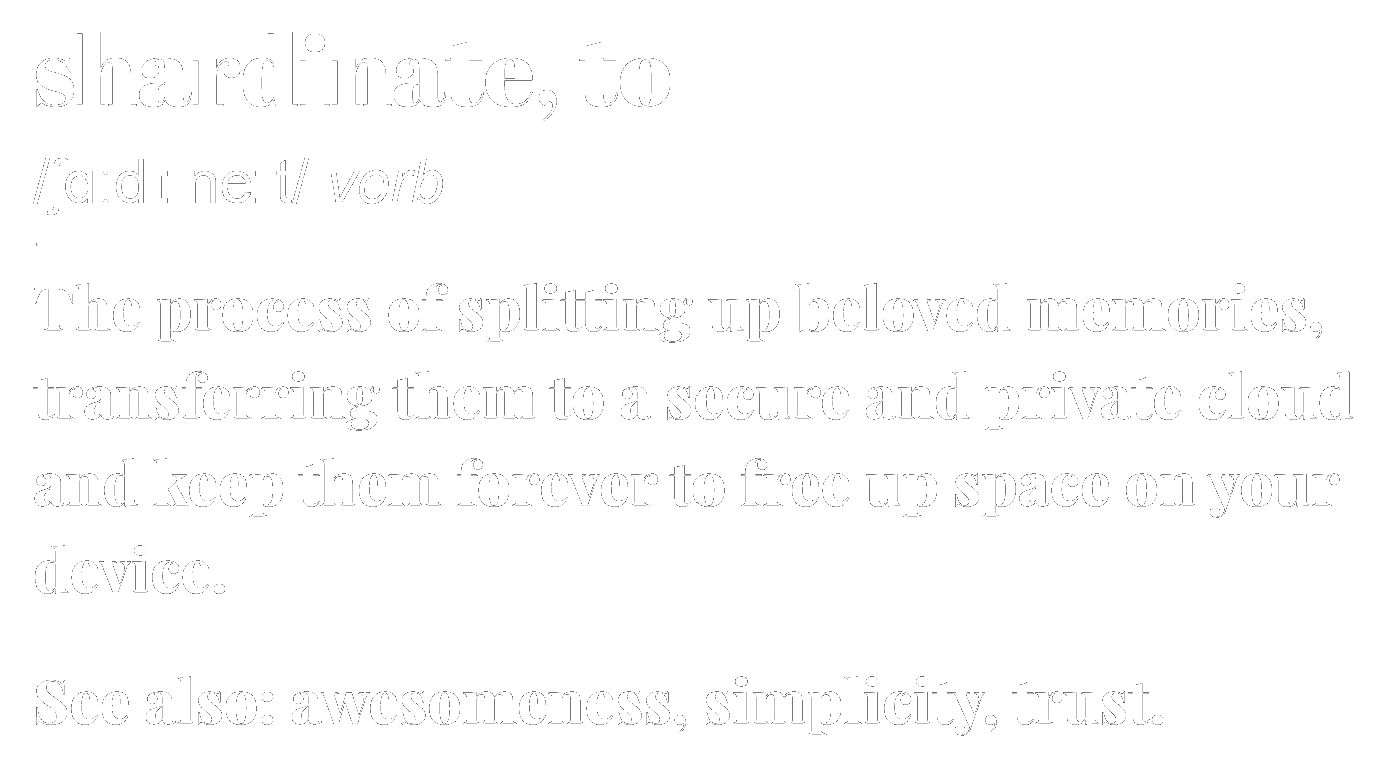 shardinate, to
/ʃɑːdɪneɪt/ verb
The process of splitting up beloved memories,
transferring them to a secure and private cloud
and keep them forever to free up space on your
device.
See also: awesomeness, simplicity, trust.